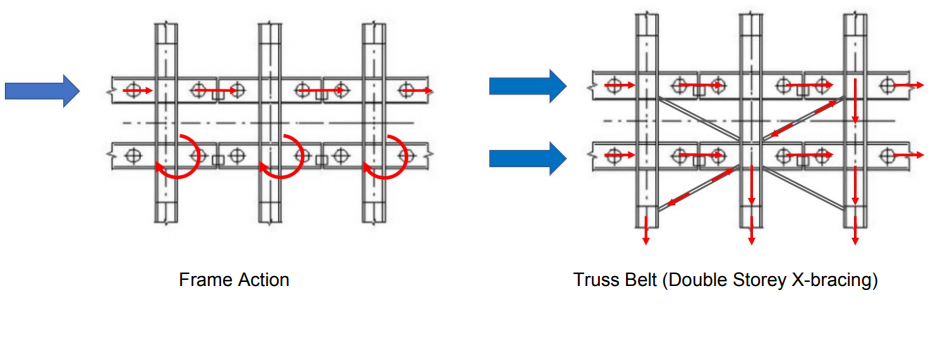 Frame Action
Truss Belt (Double Storey X-bracing)